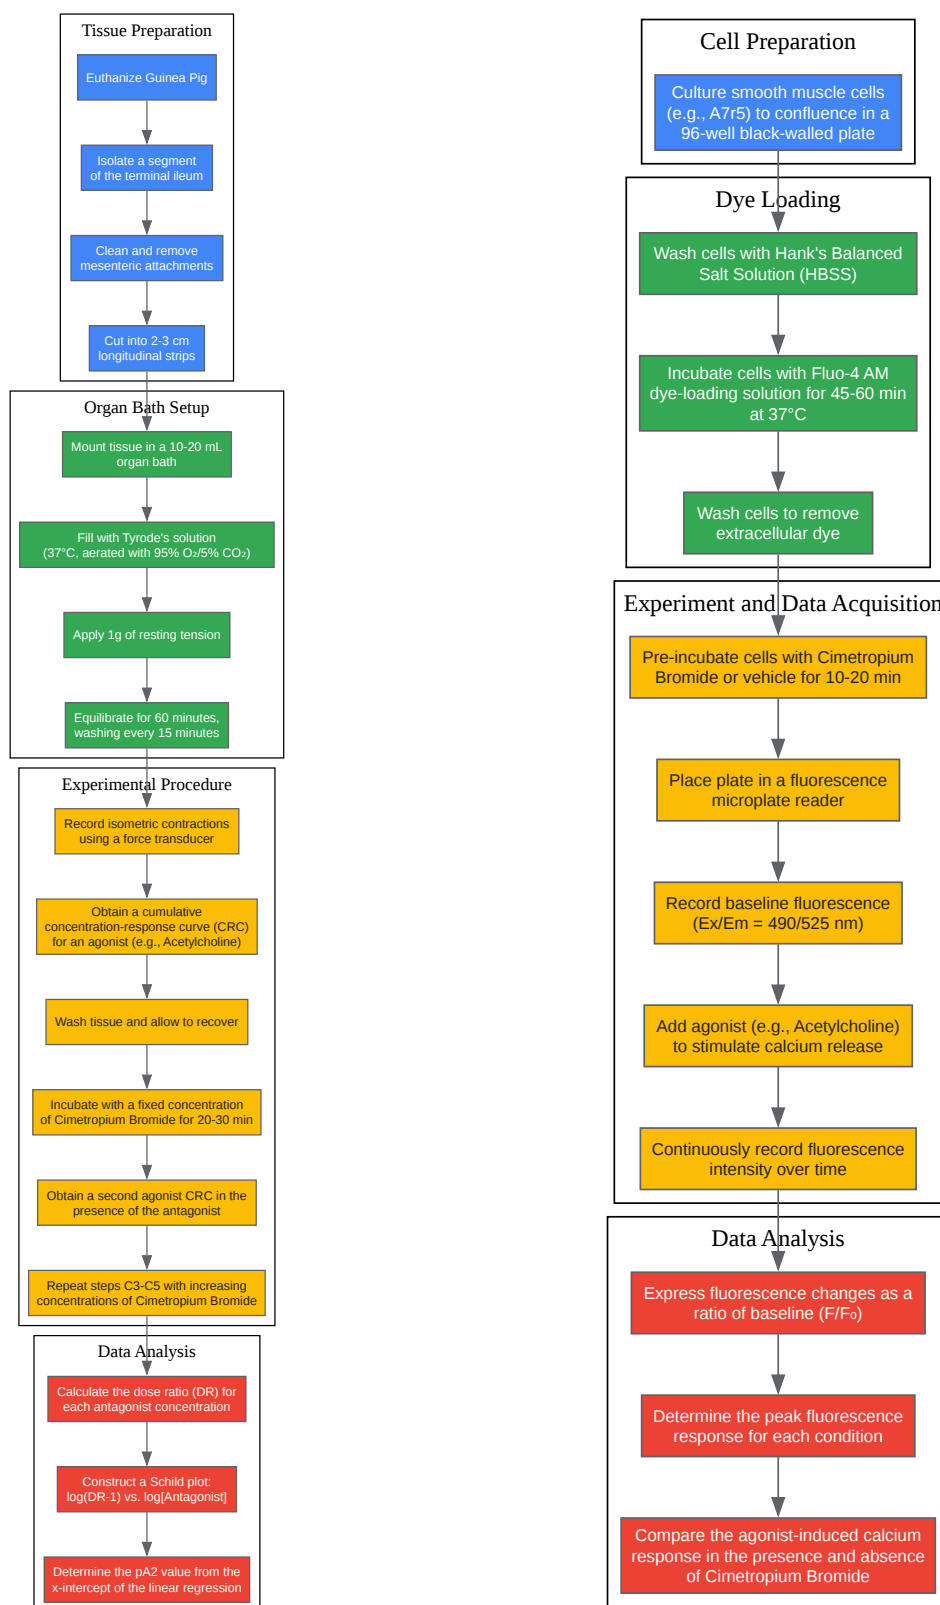 Tissue Preparation
Euthanize Guinea Pig
Isolate a segment
of the terminal ileum
Clean and remove
mesenteric attachments
Cut into 2-3 cm
longitudinal strips
Organ Bath Setup
Mount tissue in a 10-20 mL
organ bath
Fill with Tyrode's solution
(37°C, aerated with 95% O₂/5% CO₂)
Apply 1g of resting tension
Equilibrate for 60 minutes,
washing every 15 minutes
Experimental Procedure
Record isometric contractions
using a force transducer
Obtain a cumulative
concentration-response curve (CRC)
for an agonist (e.g., Acetylcholine)
Wash tissue and allow to recover
Incubate with a fixed concentration
of Cimetropium Bromide for 20-30 min
Obtain a second agonist CRC in the
presence of the antagonist
Repeat steps C3-C5 with increasing
concentrations of Cimetropium Bromide
Data Analysis
Calculate the dose ratio (DR) for
each antagonist concentration
Construct a Schild plot:
log(DR-1) vs. log[Antagonist]
Determine the pA2 value from the
x-intercept of the linear regression
Cell Preparation
Culture smooth muscle cells
(e.g., A7r5) to confluence in a
96-well black-walled plate
Dye Loading
Wash cells with Hank's Balanced
Salt Solution (HBSS)
Incubate cells with Fluo-4 AM
dye-loading solution for 45-60 min
at 37°C
Wash cells to remove
extracellular dye
Experiment and Data Acquisition
Pre-incubate cells with Cimetropium
Bromide or vehicle for 10-20 min
Place plate in a fluorescence
microplate reader
Record baseline fluorescence
(Ex/Em = 490/525 nm)
Add agonist (e.g., Acetylcholine)
to stimulate calcium release
Continuously record fluorescence
intensity over time
Data Analysis
Express fluorescence changes as a
ratio of baseline (F/F₀)
Determine the peak fluorescence
response for each condition
Compare the agonist-induced calcium
response in the presence and absence
of Cimetropium Bromide